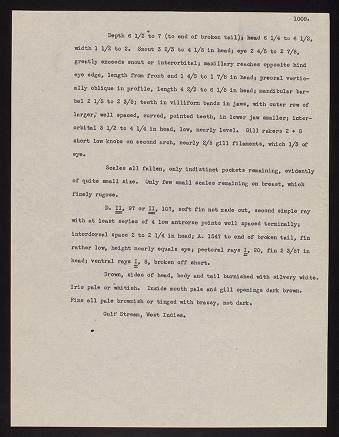 1009.
Depth 6 1/2 to 7 (to end of broken tail); head 6 1/4 to 6 1/2,
width 1 1/2 to 2. Snout 3 2/3 to 4 1/5 in head; eye 2 4/5 to 2 7/8,
greatly exceeds snout or interorbital; maxillary reaches opposite hind
eye edge, length from front end 1 4/5 to 1 7/8 in head; preoral vertic-
ally oblique in profile, length 4 2/3 to 6 1/5 in head; mandibular bar-
bel 2 1/5 to 2 3/5; teeth in villiform bands in jaws, with outer row of
larger, well spaced, curved, pointed teeth, in lower jaw smaller; inter-
orbital 3 1/2 to 4 1/4 in head, low, nearly level. Gill rakers 2 + 8
short low knobs on second arch, nearly 2/5 gill filaments, which 1/3 of
eye.
Scales all fallen, only indistinct pockets remaining, evidently
of quite small size. Only few small scales remaining on breast, which
finely rugose.
D. II, 97 or II, 107, soft fin not made out, second simple ray
with at least series of 4 low antrorse points well spaced terminally;
interdorsal space 2 to 2 1/4 in head; A. 154? to end of broken tail, fin
rather low, height nearly equals eye; pectoral rays I, 20, fin 2 in
head; ventral rays I, 8, broken off short.
Brown, sides of head, body and tail burnished with silvery white.
Iris pale or whitish. Inside mouth pale and gill openings dark brown.
Fins all pale brownish or tinged with brassy, not dark.
Gulf Stream, West Indies.